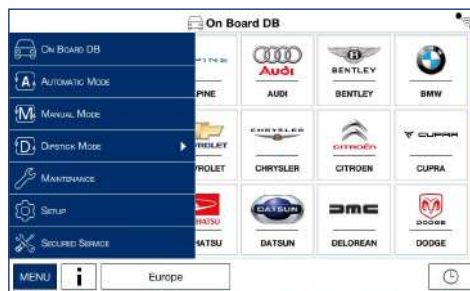 On Board DB
ON BOARD DB
AUTOMATIC MODE
MANUAL MODE
DIPSTICK MODE
MAINTENANCE
SETUP
SECURED SERVICE
PINE
Audi
AUDI
BENTLEY
BENTLEY
BMW
ROLET
ROLET
CHRYSLER
CHRYSLER
CITROËN
CITROEN
CUPRA
CUPRA
HATSU
HATSU
DATSUN
DATSUN
DMC
DELOREAN
DODGE
DODGE
MENU
i
Europe